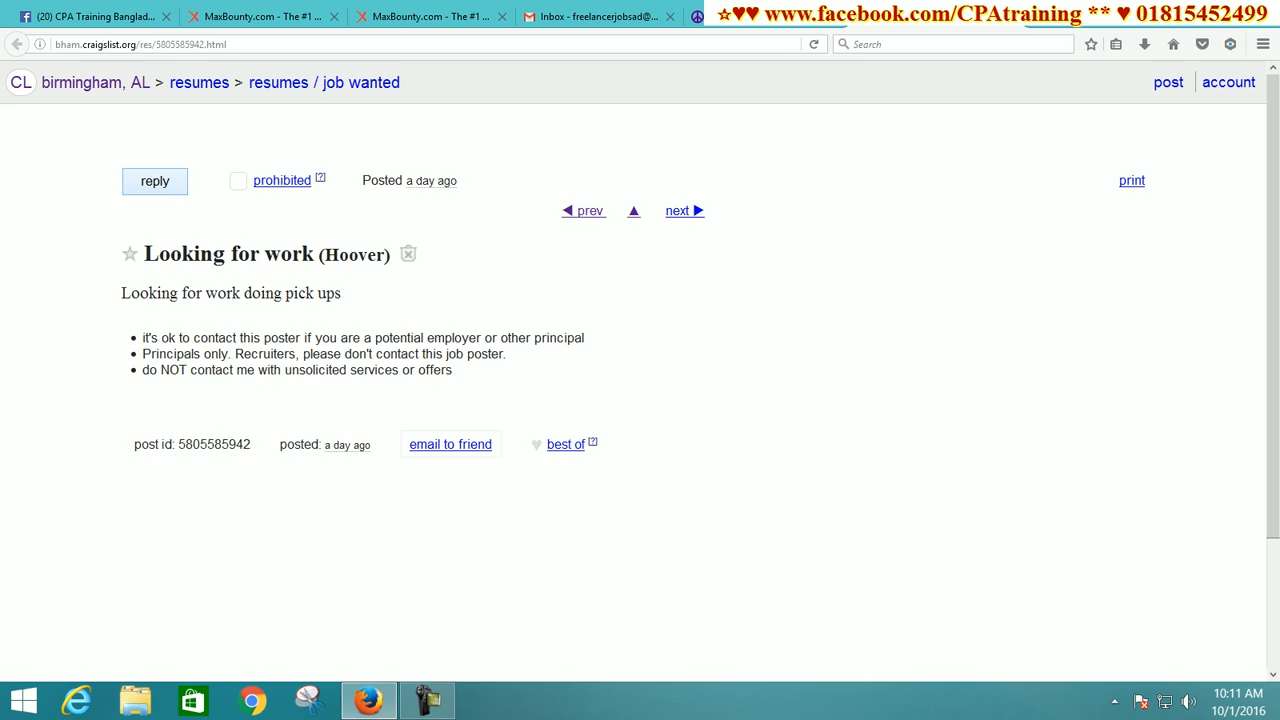 (20) CPA Training Banglad...
MaxBounty.com - The #1 ...
MaxBounty.com - The #1 ...
Inbox - freelancerjobsad@...
☆♥♥ www.facebook.com/CPAtraining ** ♥ 01815452499
bham.craigslist.org/res/5805585942.html
Search
CL birmingham, AL > resumes > resumes / job wanted
post
account
reply
prohibited [?]
Posted a day ago
print
◀ prev ▲ next ▶
☆ Looking for work (Hoover)
Looking for work doing pick ups
• it's ok to contact this poster if you are a potential employer or other principal
• Principals only. Recruiters, please don't contact this job poster.
• do NOT contact me with unsolicited services or offers
post id: 5805585942
posted: a day ago
email to friend
♥ best of [?]
10:11 AM
10/1/2016